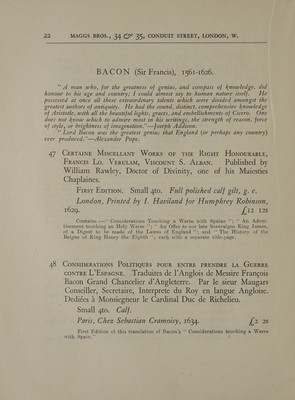 22 MAGGS BROS., 34 & 35, CONDUIT STREET, LONDON, W.
BACON (Sir Francis), 1561-1626.
" A man who, for the greatness of genius, and compass of knowledge, did
honour to his age and country; I could almost say to human nature itself. He
possessed at once all those extraordinary talents which were divided amongst the
greatest authors of antiquity. He had the sound, distinct, comprehensive knowledge
of Aristotle, with all the beautiful lights, graces, and embellishments of Cicero. One
does not know which to admire most in his writings, the strength of reason, force
of style, or brightness of imagination."—Joseph Addison.
" Lord Bacon was the greatest genius that England (or perhaps any country)
ever produced."—Alexander Pope.
47 Certaine Miscellany Works of the Right Honourable,
Francis Lo. Verulam, Viscount S. Alban. Published by
William Rawley, Doctor of Divinity, one of his Maiesties
Chaplaines.
First Edition. Small 4to. Full polished calf gilt, g. e.
London, Printed by I. Haviland for Humphrey Robinson,
1629. £12 12s
Contains:—" Considerations Touching a Warre with Spaine "; " An Adver-
tisement touching an Holy Warre "; " An Offer to our late Soveraigne King James,
of a Digest to be made of the Lawes of England "; and " The History of the
Reigne of King Henry the Eighth "; each with a separate title-page.
48 Considerations Politiques pour entre prendre la Guerre
contre L'Espagne. Traduites de l'Anglois de Messire François
Bacon Grand Chancelier d'Angleterre. Par le sieur Maugars
Conseiller, Secretaire, Interprete du Roy en langue Angloise.
Dediées à Monseigneur le Cardinal Duc de Richelieu.
Small 4to. Calf.
Paris, Chez Sebastian Cramoisy, 1634. £2 2s
First Edition of this translation of Bacon's " Considerations touching a Warre
with Spain."